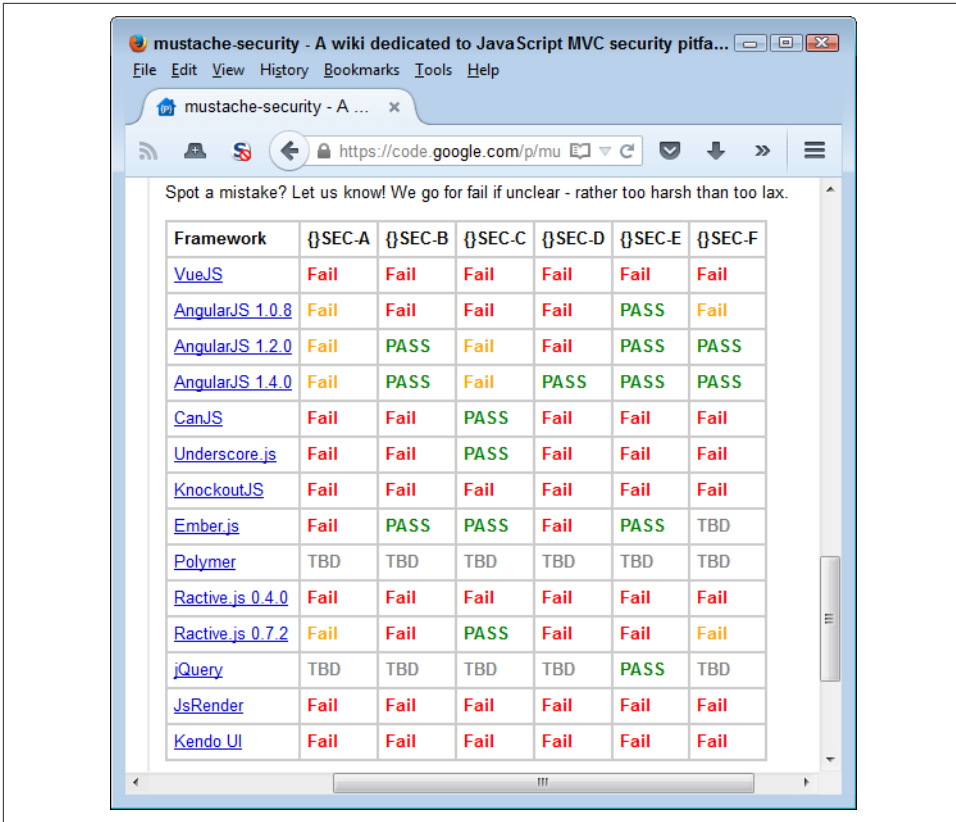 mustache-security - A wiki dedicated to JavaScript MVC security pitfa...
File Edit View History Bookmarks Tools Help
mustache-security - A ...
https://code.google.com/p/mu
Spot a mistake? Let us know! We go for fail if unclear - rather too harsh than too lax.
Framework {}SEC-A {}SEC-B {}SEC-C {}SEC-D {}SEC-E {}SEC-F
VueJS Fail Fail Fail Fail Fail Fail
AngularJS 1.0.8 Fail Fail Fail Fail PASS Fail
AngularJS 1.2.0 Fail PASS Fail Fail PASS PASS
AngularJS 1.4.0 Fail PASS Fail PASS PASS PASS
CanJS Fail Fail PASS Fail Fail Fail
Underscore.js Fail Fail PASS Fail Fail Fail
KnockoutJS Fail Fail Fail Fail Fail Fail
Ember.js Fail PASS PASS Fail PASS TBD
Polymer TBD TBD TBD TBD TBD TBD
Ractive.js 0.4.0 Fail Fail Fail Fail Fail Fail
Ractive.js 0.7.2 Fail Fail PASS Fail Fail Fail
jQuery TBD TBD TBD TBD PASS TBD
JsRender Fail Fail Fail Fail Fail Fail
Kendo UI Fail Fail Fail Fail Fail Fail